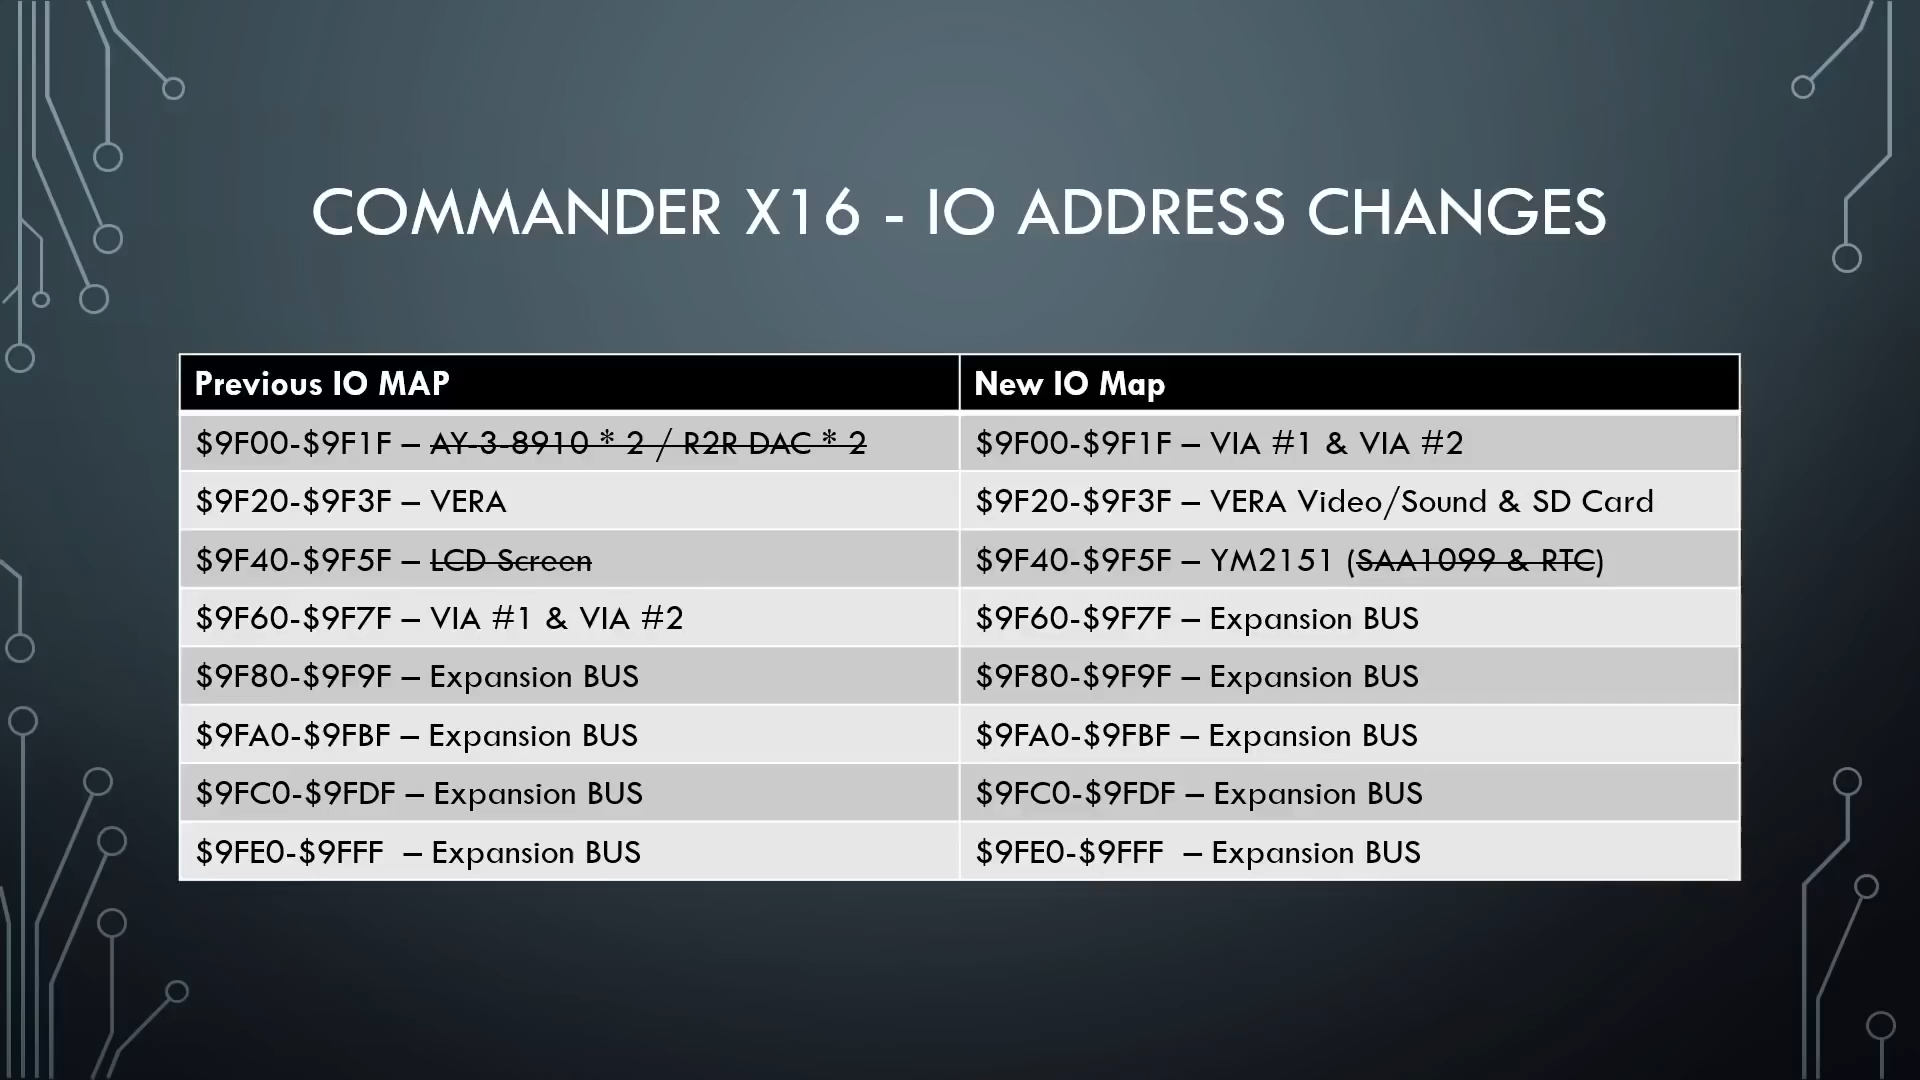 COMMANDER X16 - IO ADDRESS CHANGES
Previous IO MAP
New IO Map
$9F00-$9F1F – AY-3-8910 * 2 / R2R DAC * 2
$9F00-$9F1F – VIA #1 & VIA #2
$9F20-$9F3F – VERA
$9F20-$9F3F – VERA Video/Sound & SD Card
$9F40-$9F5F – LCD Screen
$9F40-$9F5F – YM2151 (SAA1099 & RTC)
$9F60-$9F7F – VIA #1 & VIA #2
$9F60-$9F7F – Expansion BUS
$9F80-$9F9F – Expansion BUS
$9F80-$9F9F – Expansion BUS
$9FA0-$9FBF – Expansion BUS
$9FA0-$9FBF – Expansion BUS
$9FC0-$9FDF – Expansion BUS
$9FC0-$9FDF – Expansion BUS
$9FE0-$9FFF – Expansion BUS
$9FE0-$9FFF – Expansion BUS